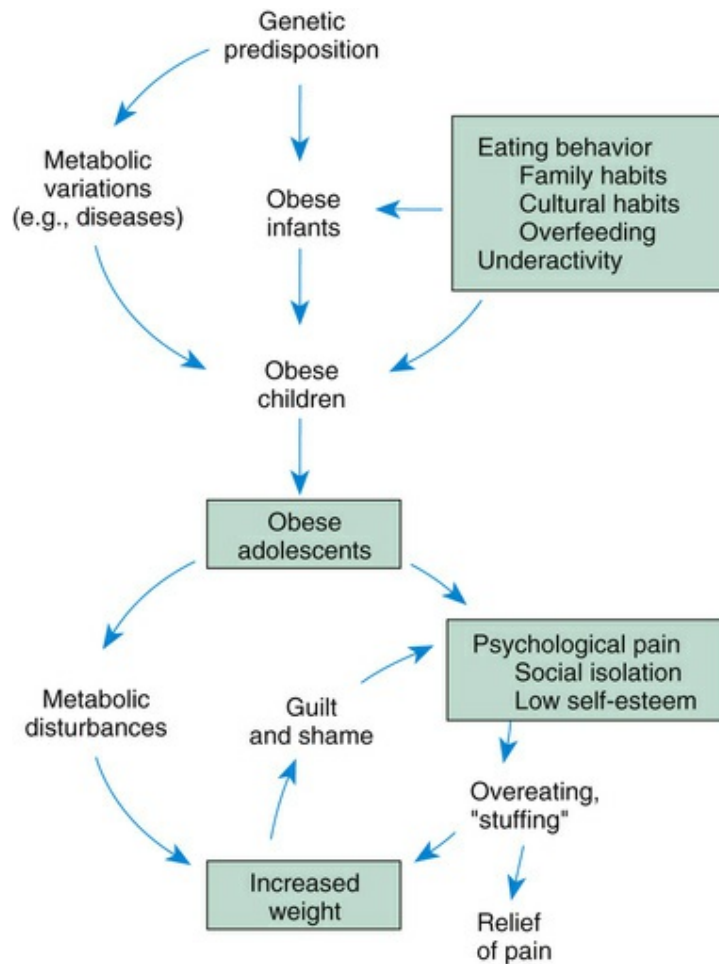 Genetic
predisposition
Metabolic
variations
(e.g., diseases)
Obese
infants
Eating behavior
Family habits
Cultural habits
Overfeeding
Underactivity
Obese
children
Obese
adolescents
Metabolic
disturbances
Guilt
and shame
Psychological pain
Social isolation
Low self-esteem
Overeating,
"stuffing"
Increased
weight
Relief
of pain